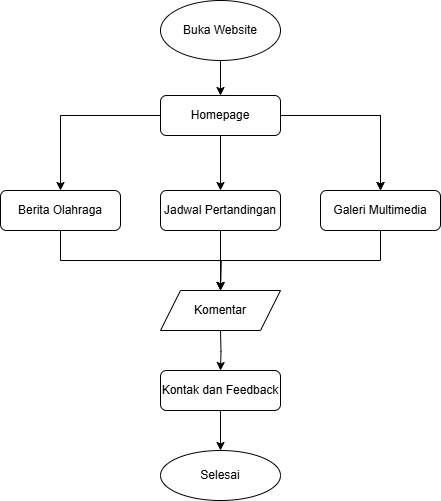 Buka Website
Homepage
Berita Olahraga
Jadwal Pertandingan
Galeri Multimedia
Komentar
Kontak dan Feedback
Selesai